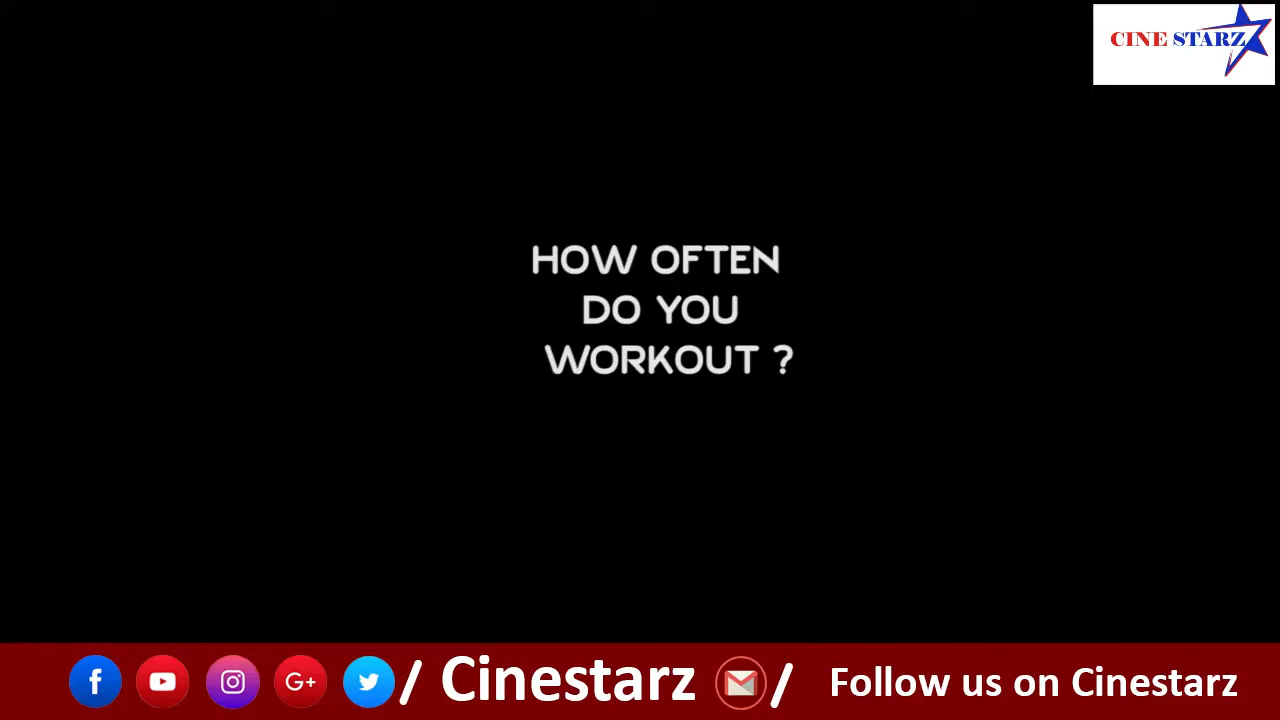 CINE STARZ
HOW OFTEN
DO YOU
WORKOUT ?
f G+ / Cinestarz / Follow us on Cinestarz